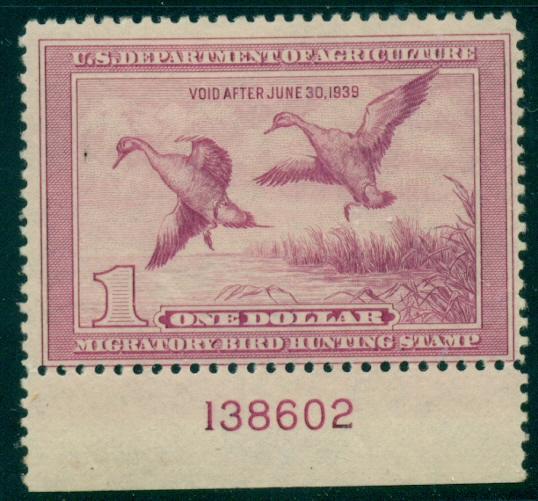 U.S. DEPARTMENT OF AGRICULTURE
VOID AFTER JUNE 30, 1939
1
ONE DOLLAR
MIGRATORY BIRD HUNTING STAMP
138602